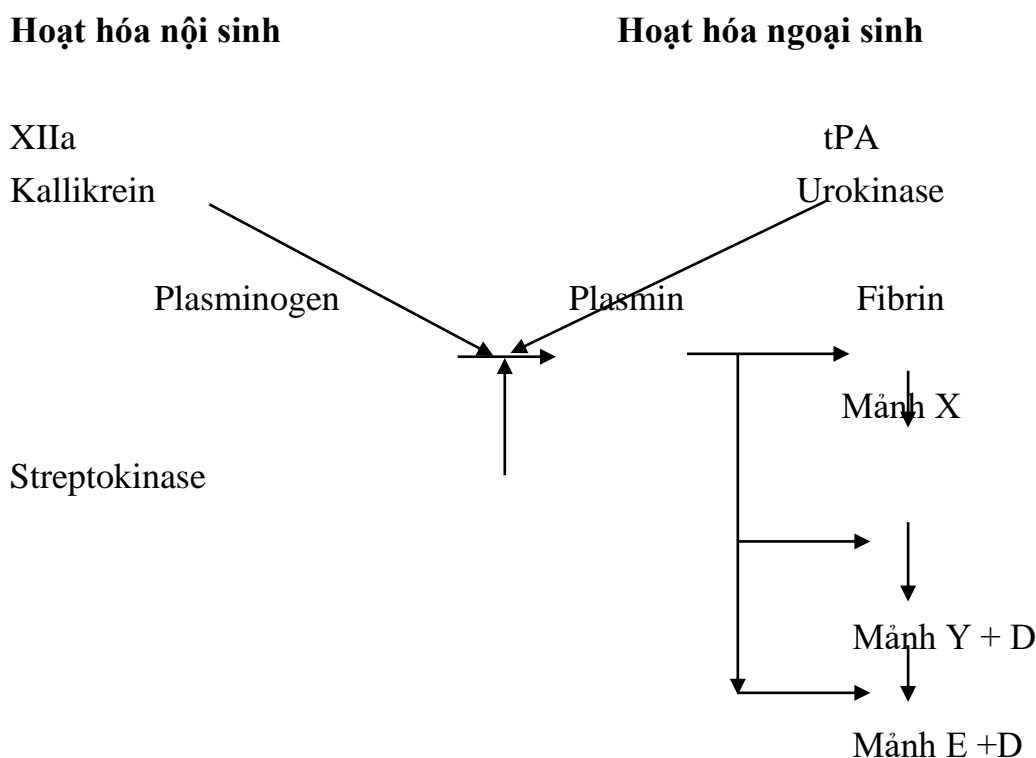 Hoạt hóa nội sinh Hoạt hóa ngoại sinh
XIIa tPA
Kallikrein Urokinase
Plasminogen Plasmin Fibrin
Mảnh X
Streptokinase
Mảnh Y + D
Mảnh E +D